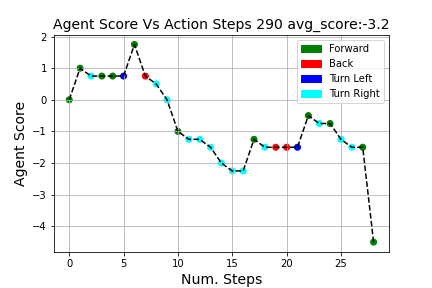 Agent Score Vs Action Steps 290 avg_score:-3.2
2
1
0
−1
−2
−3
−4
Agent Score
Forward
Back
Turn Left
Turn Right
0 5 10 15 20 25
Num. Steps